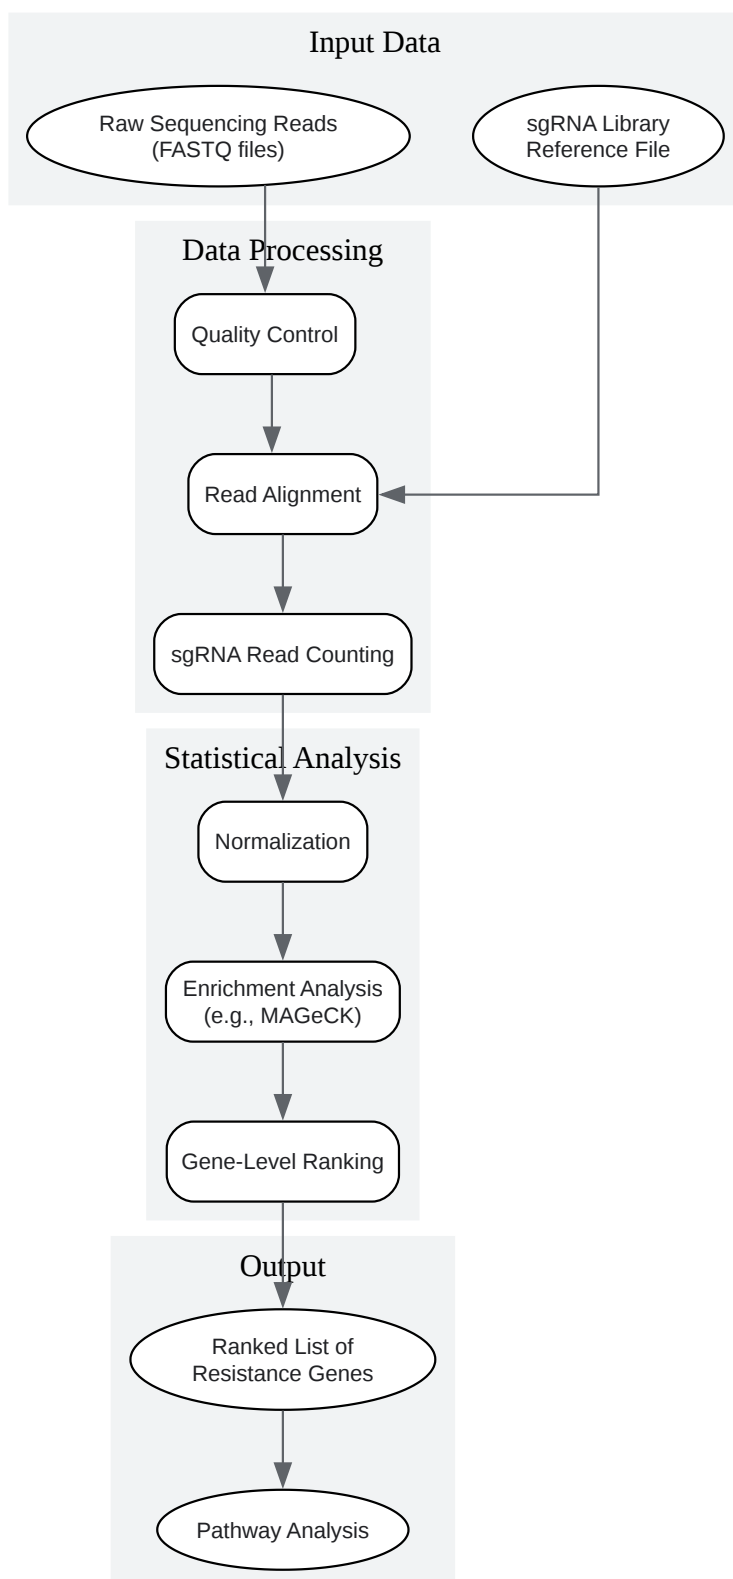 Input Data
Raw Sequencing Reads
(FASTQ files)
sgRNA Library
Reference File
Data Processing
Quality Control
Read Alignment
sgRNA Read Counting
Statistical Analysis
Normalization
Enrichment Analysis
(e.g., MAGeCK)
Gene-Level Ranking
Output
Ranked List of
Resistance Genes
Pathway Analysis